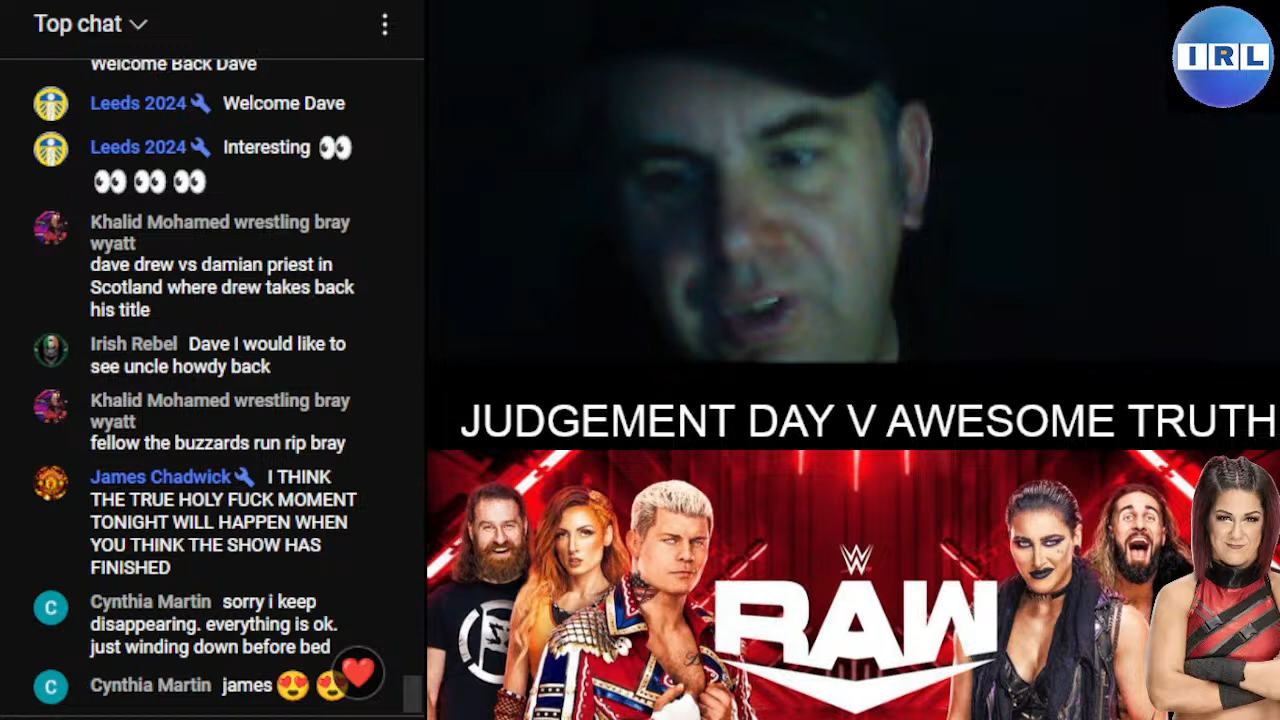 Top chat
Welcome Back Dave
Leeds 2024 Welcome Dave
Leeds 2024 Interesting 👀
👀 👀 👀
Khalid Mohamed wrestling bray
wyatt
dave drew vs damian priest in
Scotland where drew takes back
his title
Irish Rebel Dave I would like to
see uncle howdy back
Khalid Mohamed wrestling bray
wyatt
fellow the buzzards run rip bray
James Chadwick I THINK
THE TRUE HOLY FUCK MOMENT
TONIGHT WILL HAPPEN WHEN
YOU THINK THE SHOW HAS
FINISHED
C
Cynthia Martin sorry i keep
disappearing. everything is ok.
just winding down before bed
C
Cynthia Martin james 😍 😍
IRL
JUDGEMENT DAY V AWESOME TRUTH
W
RAW